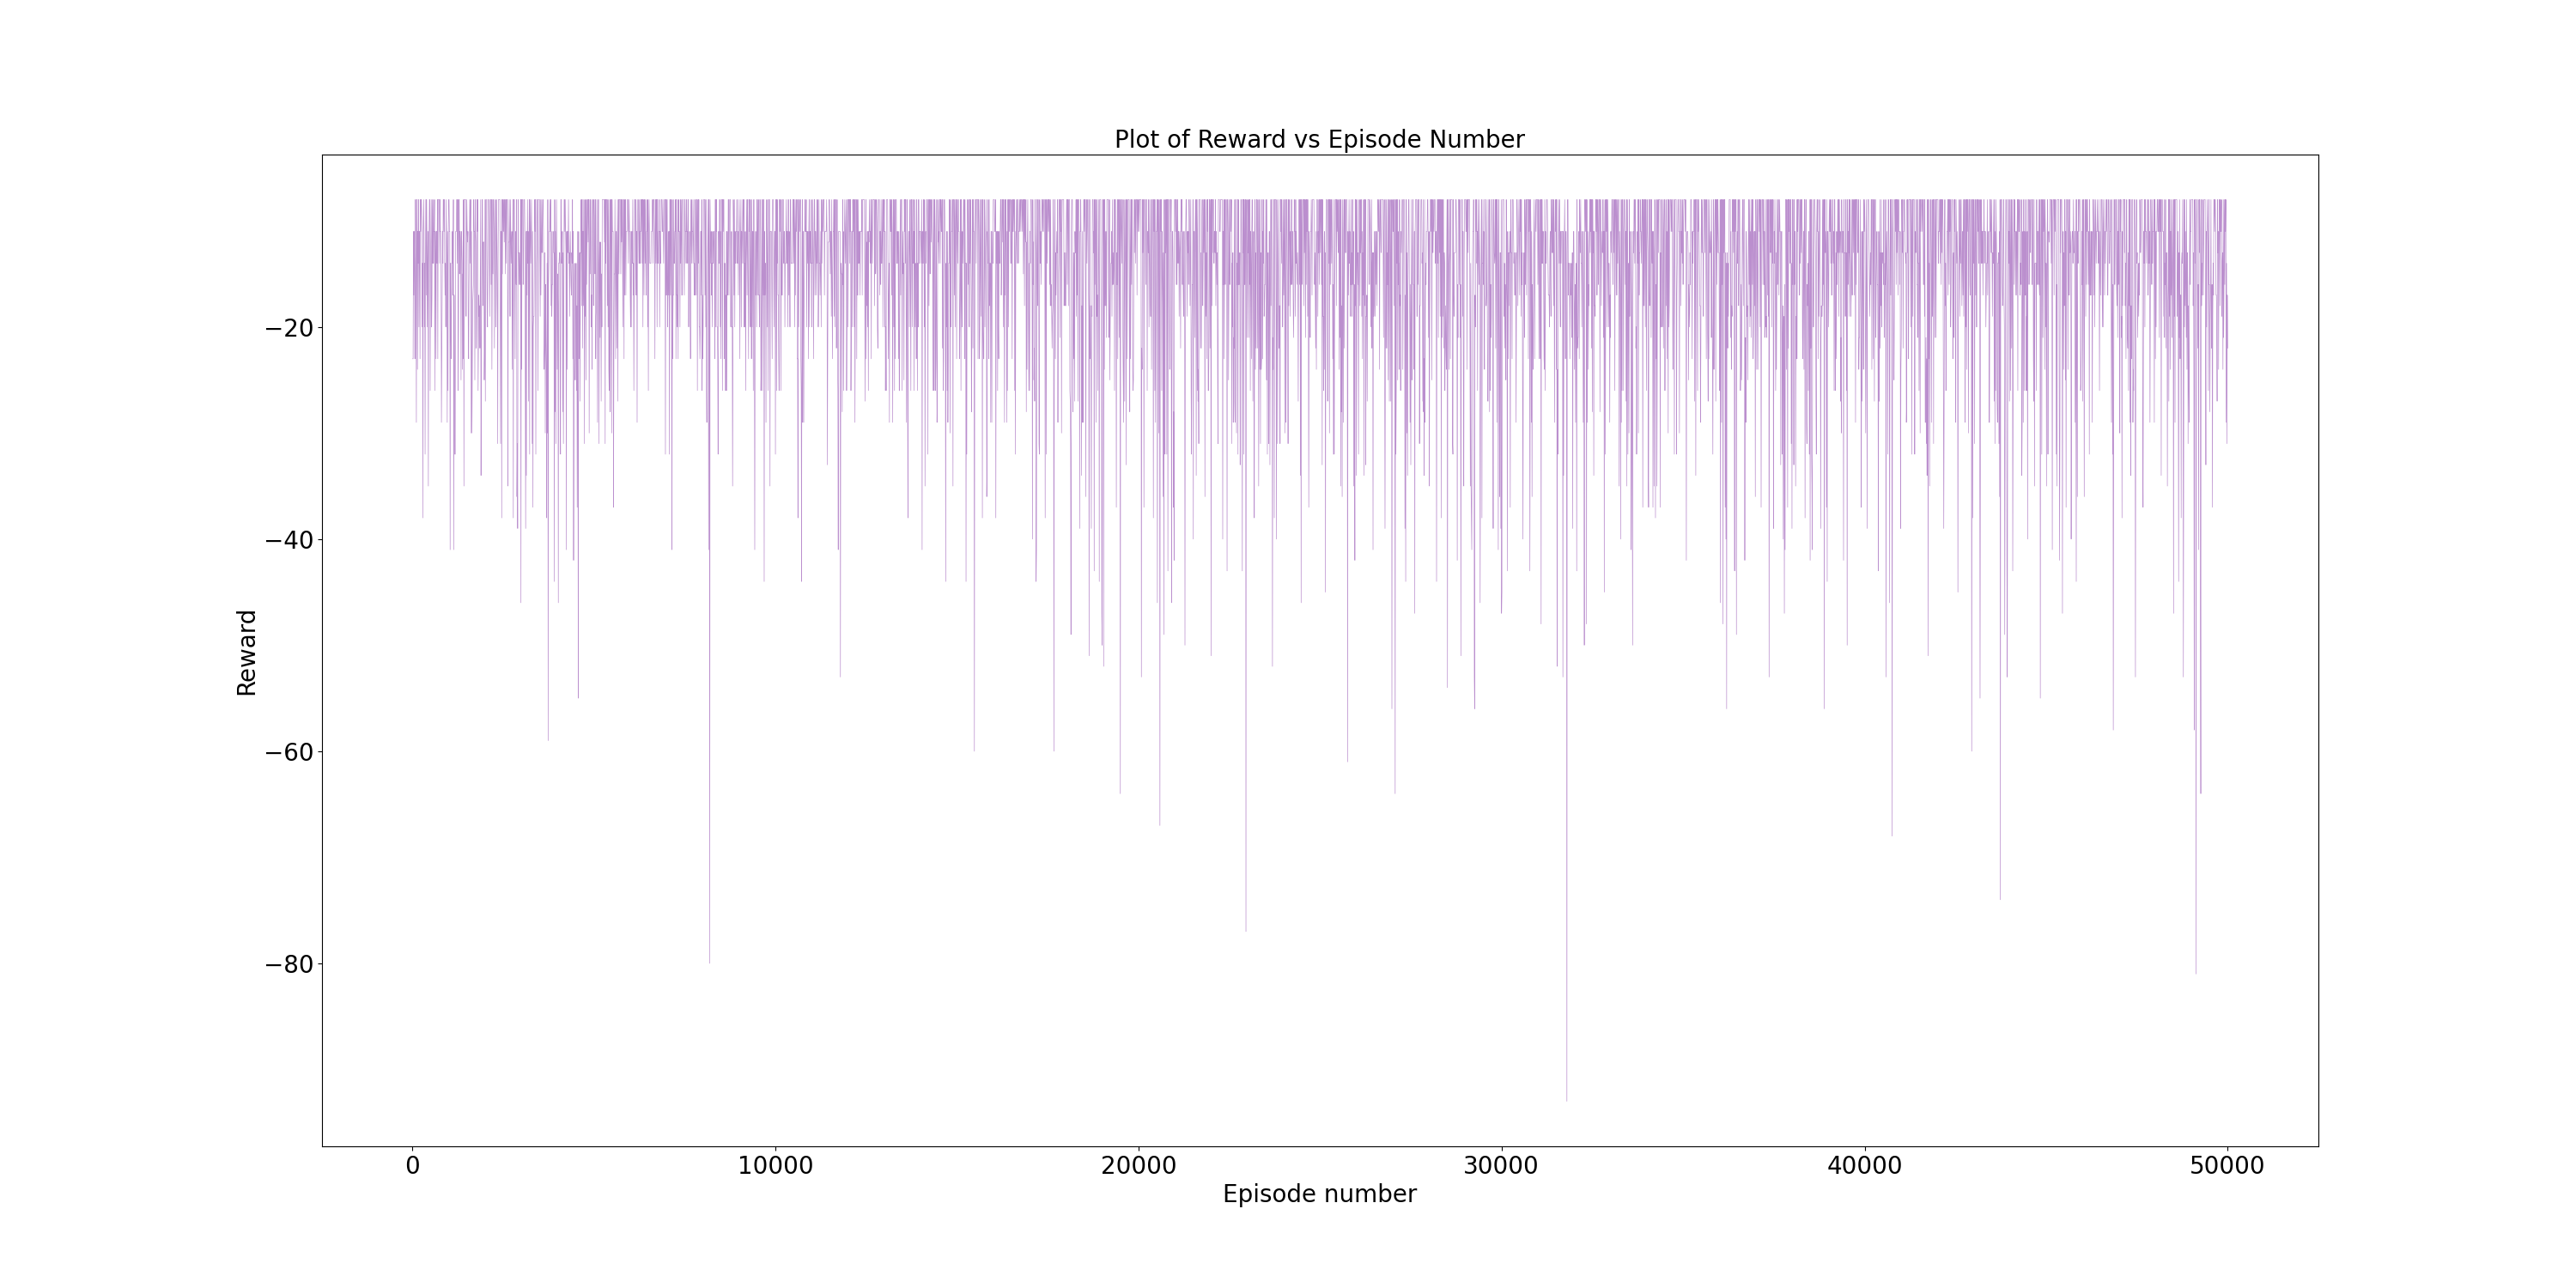 Plot of Reward vs Episode Number
−20
−40
−60
−80
Reward
0 10000 20000 30000 40000 50000
Episode number